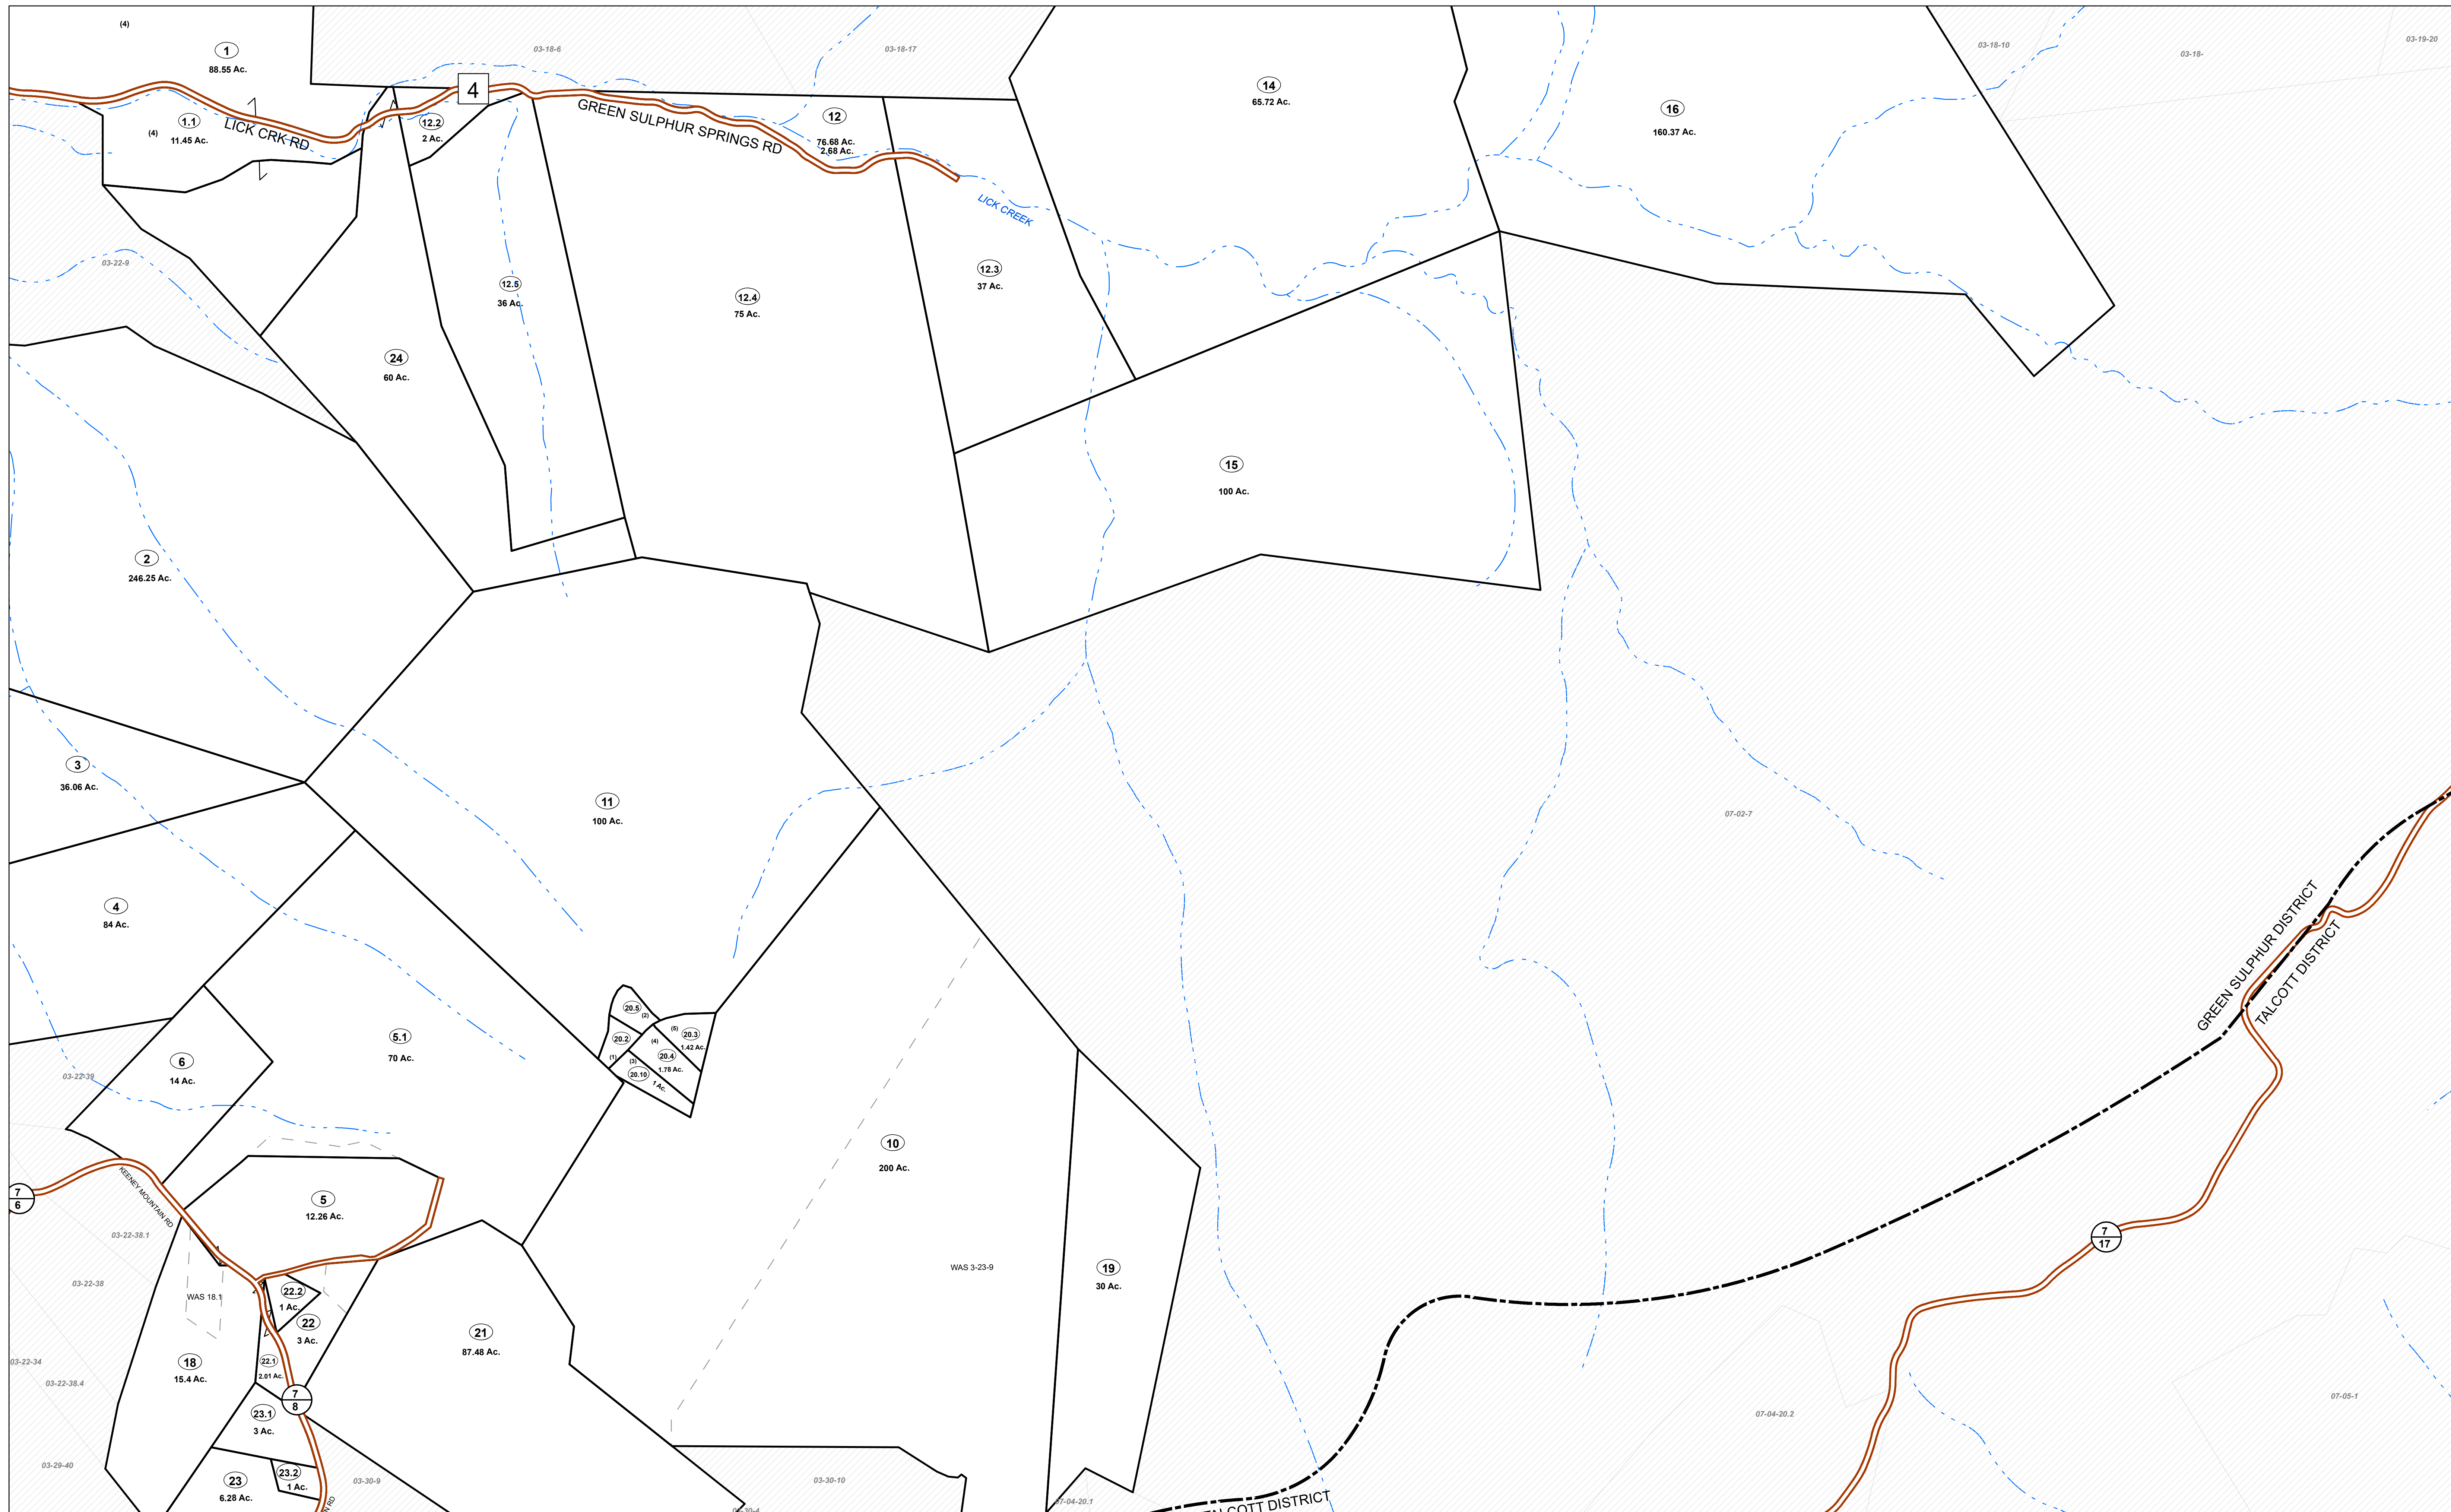 (4)
1
88.55 Ac.
03-18-6
03-18-17
14
65.72 Ac.
16
160.37 Ac.
03-18-10
03-18-
03-19-20
4
1.1
(4)
11.45 Ac.
LICK CRK RD
12.2
2 Ac.
GREEN SULPHUR SPRINGS RD
12
76.68 Ac.
2.68 Ac.
LICK CREEK
03-22-9
12.5
36 Ac.
12.4
75 Ac.
12.3
37 Ac.
24
60 Ac.
15
100 Ac.
2
246.25 Ac.
3
36.06 Ac.
11
100 Ac.
07-02-7
4
84 Ac.
GREEN SULPHUR DISTRICT
TALCOTT DISTRICT
5.1
70 Ac.
20.5
(2)
20.2
(1)
(5)
20.3
1.42 Ac.
(4)
20.4
1.78 Ac.
(3)
20.10
1 Ac.
6
14 Ac.
03-22-39
10
200 Ac.
7
6
KEENEY MOUNTAIN RD
5
12.26 Ac.
03-22-38.1
03-22-38
WAS 18.1
WAS 3-23-9
19
30 Ac.
7
17
22.2
1 Ac.
22
3 Ac.
21
87.48 Ac.
18
15.4 Ac.
22.1
2.01 Ac.
03-22-34
03-22-38.4
7
8
23.1
3 Ac.
07-04-20.2
07-05-1
03-29-40
23
6.28 Ac.
23.2
1 Ac.
03-30-9
03-30-10
03-30-4
07-04-20.1
RD
TALCOTT DISTRICT